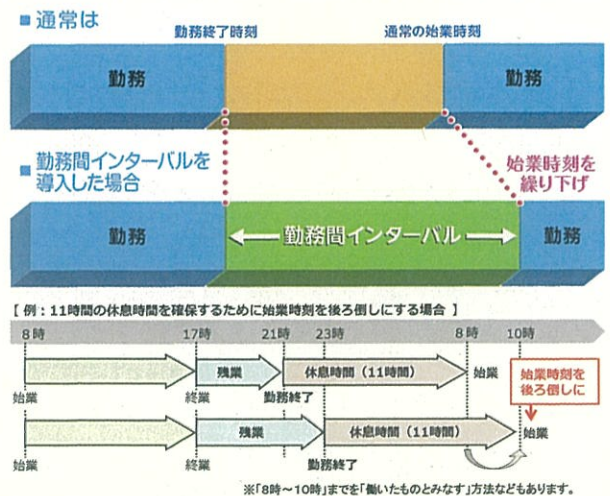 ■通常は
勤務終了時刻
通常の始業時刻
勤務
勤務
■勤務間インターバルを
導入した場合
始業時刻を
繰り下げ
勤務
勤務間インターバル
勤務
【 例：11時間の休息時間を確保するために始業時刻を後ろ倒しにする場合 】
8時
17時
21時
23時
8時
10時
残業
休息時間（11時間）
始業
始業時刻を
後ろ倒しに
始業
終業
勤務終了
残業
休息時間（11時間）
始業
始業
終業
勤務終了
※「8時～10時」までを「働いたものとみなす」方法などもあります。